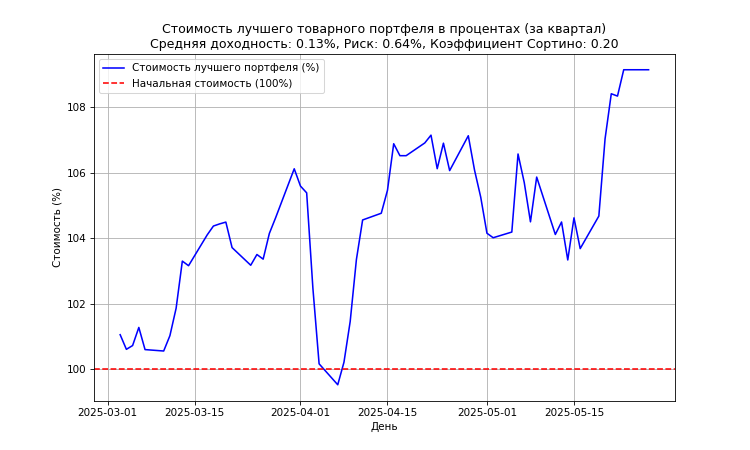 Стоимость лучшего товарного портфеля в процентах (за квартал)
Средняя доходность: 0.13%, Риск: 0.64%, Коэффициент Сортино: 0.20
Стоимость лучшего портфеля (%)
Начальная стоимость (100%)
Стоимость (%)
108
106
104
102
100
2025-03-01
2025-03-15
2025-04-01
2025-04-15
2025-05-01
2025-05-15
День